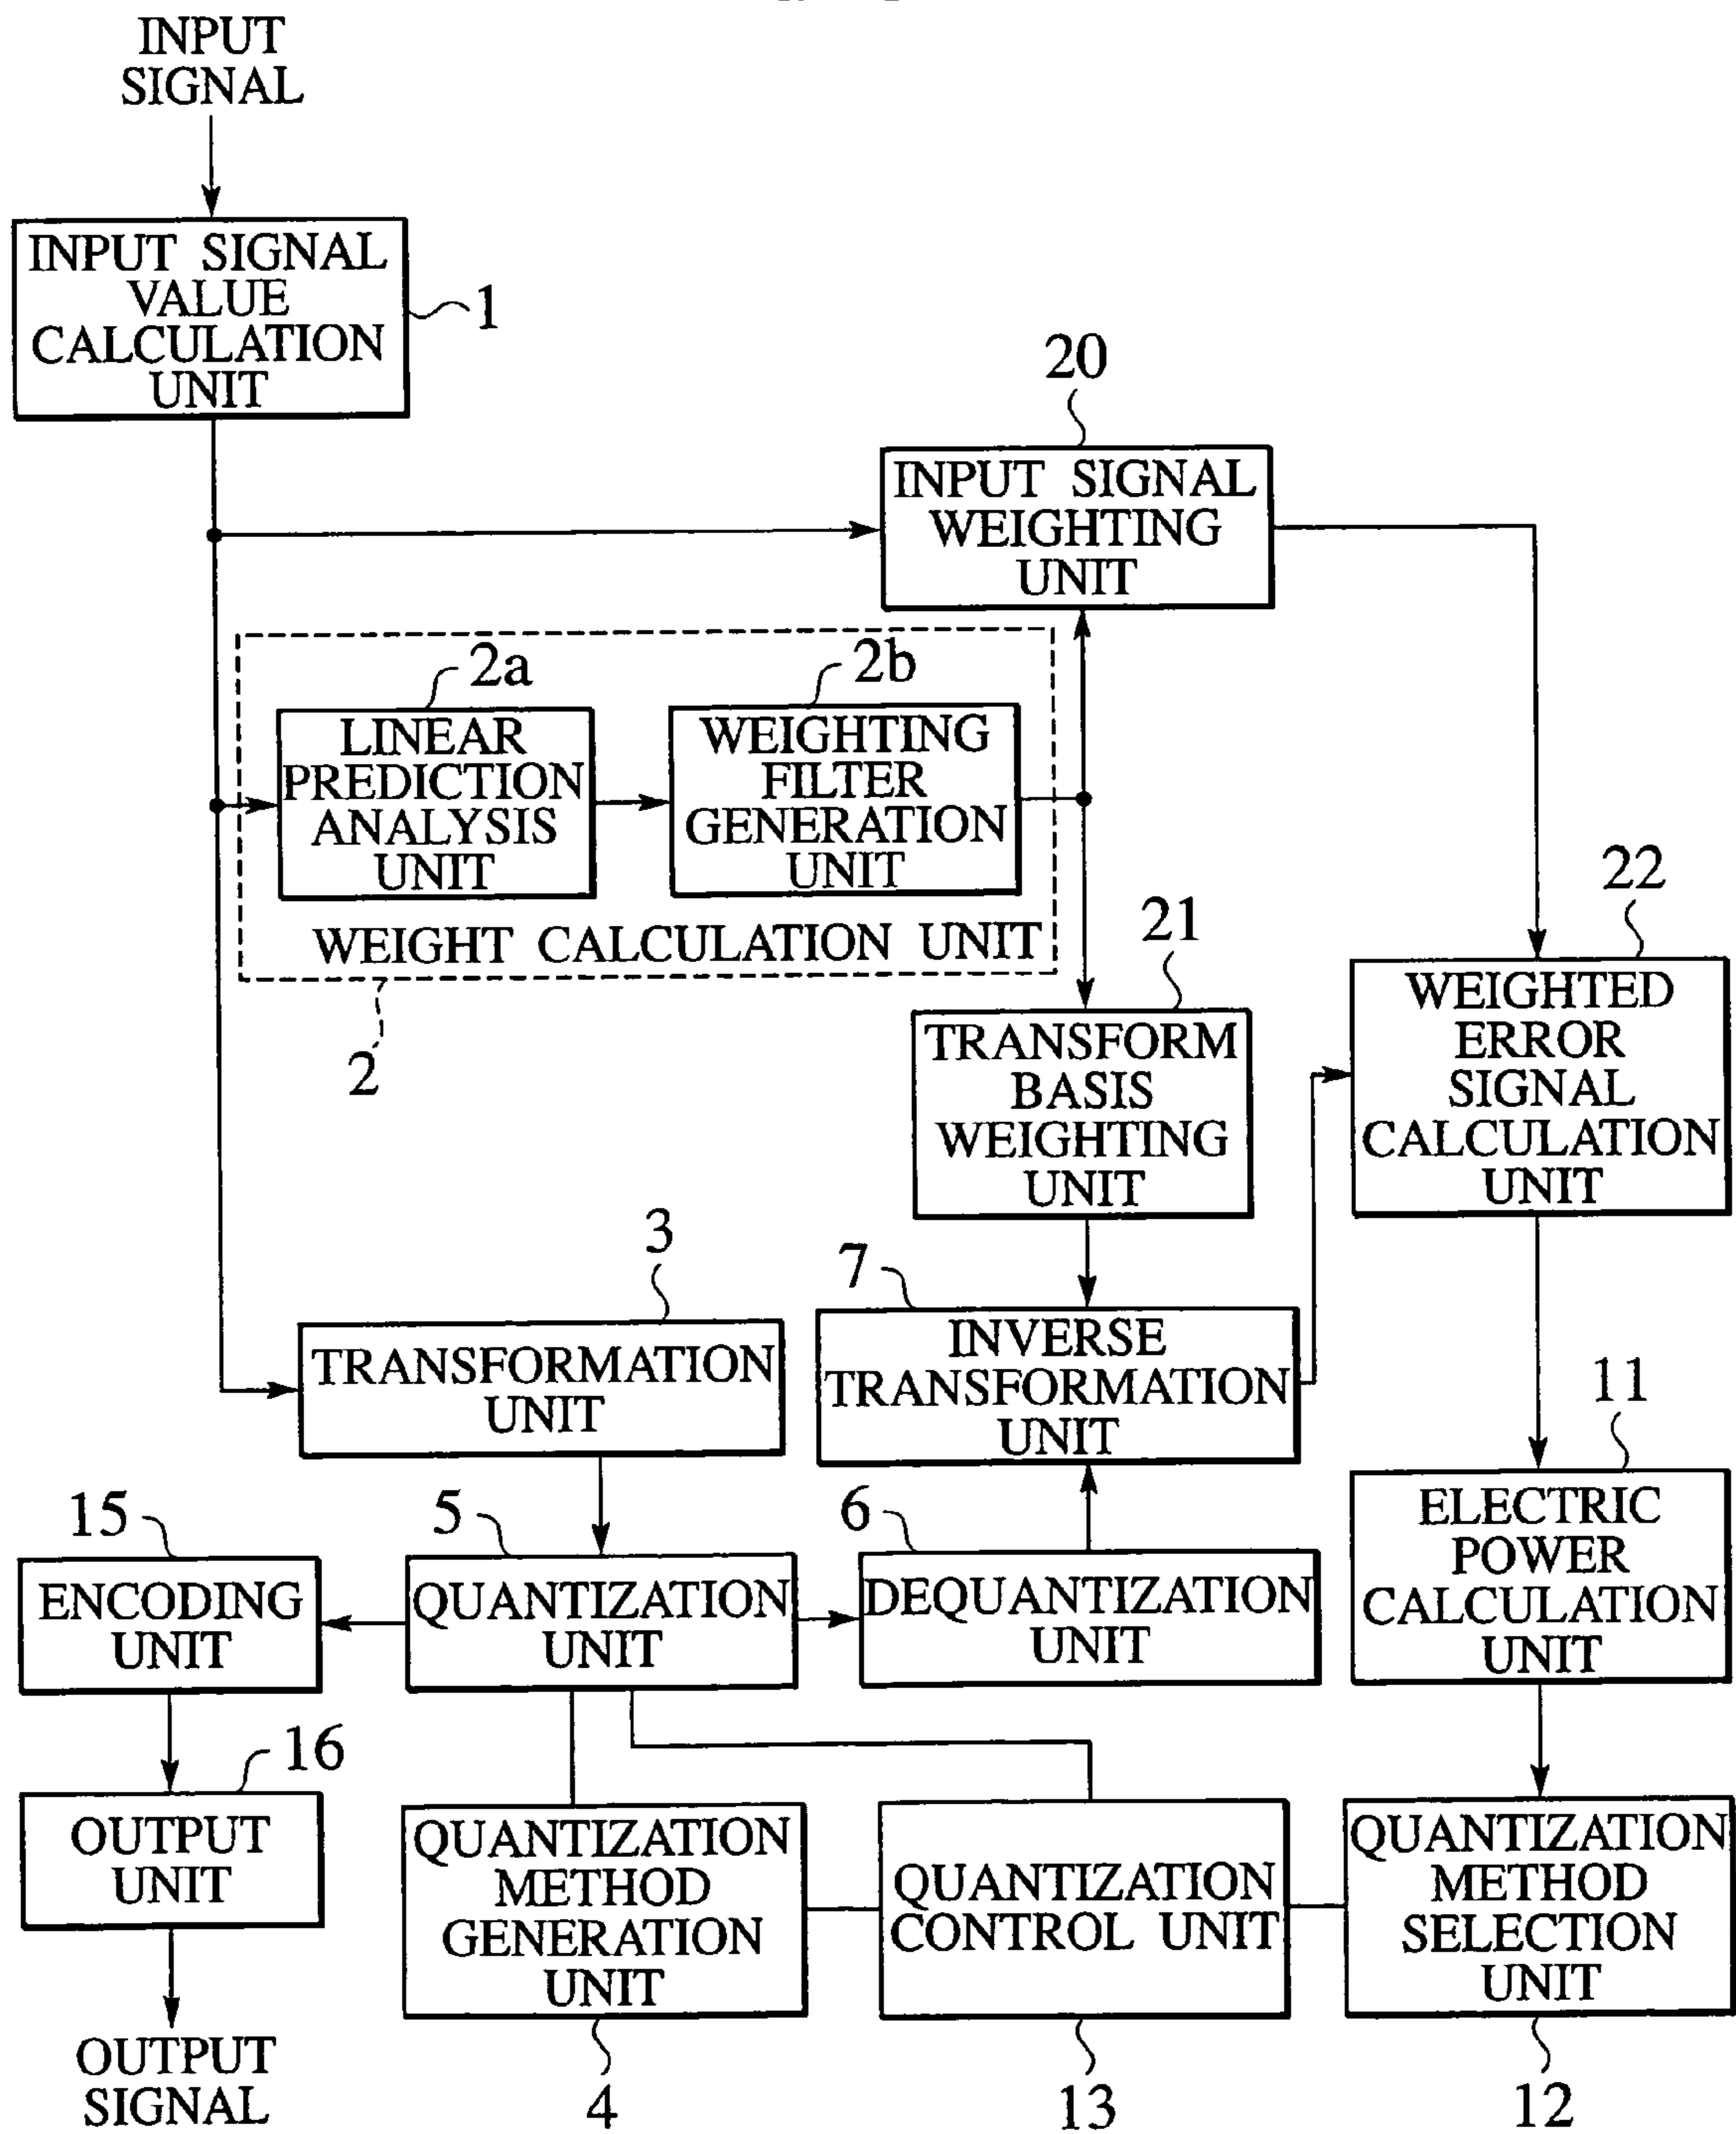 INPUT
SIGNAL
INPUT SIGNAL
VALUE
CALCULATION
UNIT
1
20
INPUT SIGNAL
WEIGHTING
UNIT
2a
LINEAR
PREDICTION
ANALYSIS
UNIT
2b
WEIGHTING
FILTER
GENERATION
UNIT
WEIGHT CALCULATION UNIT
2
21
TRANSFORM
BASIS
WEIGHTING
UNIT
22
WEIGHTED
ERROR
SIGNAL
CALCULATION
UNIT
3
TRANSFORMATION
UNIT
7
INVERSE
TRANSFORMATION
UNIT
11
ELECTRIC
POWER
CALCULATION
UNIT
15
ENCODING
UNIT
5
QUANTIZATION
UNIT
6
DEQUANTIZATION
UNIT
16
OUTPUT
UNIT
QUANTIZATION
METHOD
GENERATION
UNIT
QUANTIZATION
CONTROL UNIT
QUANTIZATION
METHOD
SELECTION
UNIT
OUTPUT
SIGNAL
4
13
12